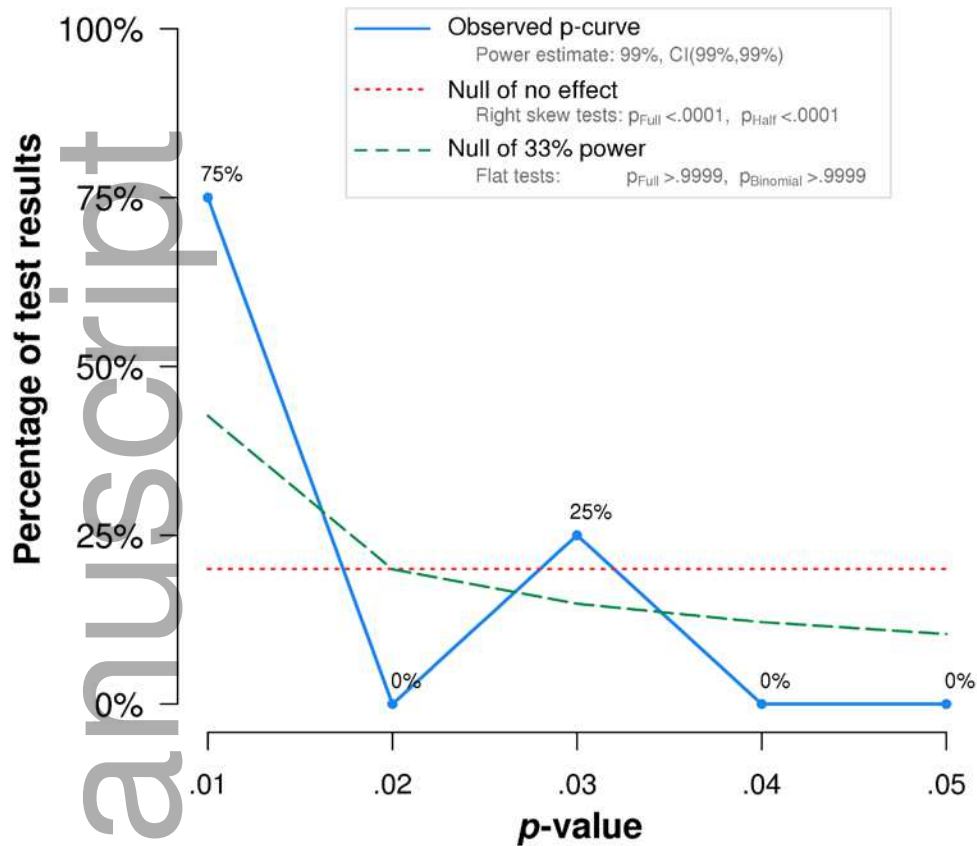 Observed p-curve
Power estimate: 99%, CI(99%,99%)
Null of no effect
Right skew tests: pFull <.0001, pHalf <.0001
Null of 33% power
Flat tests: pFull >.9999, pBinomial >.9999
100%
75%
50%
25%
0%
Percentage of test results
75%
0%
25%
0%
0%
.01
.02
.03
.04
.05
p-value
anuscript